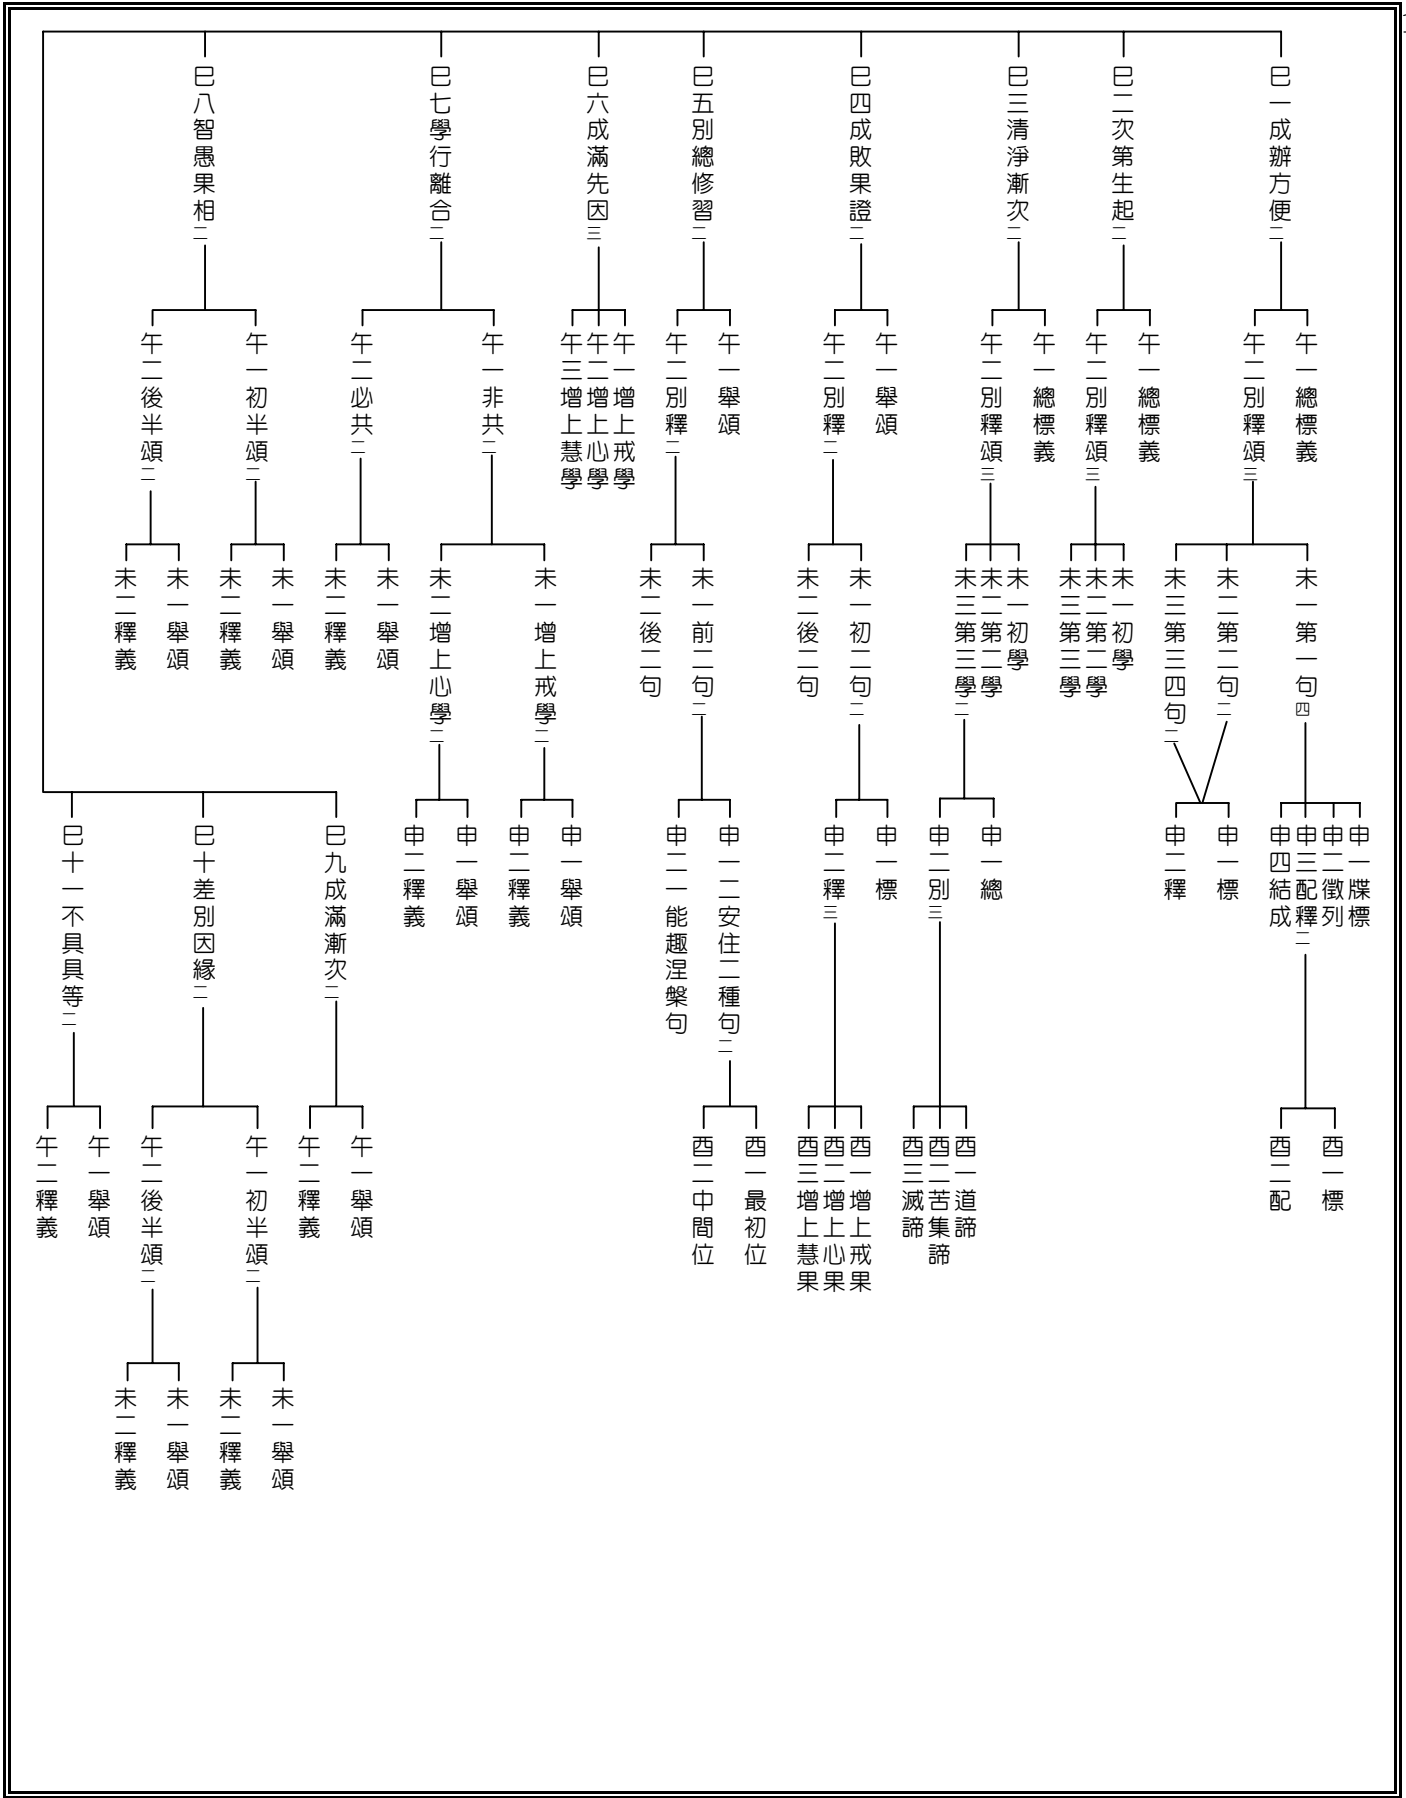 巳一成辦方便二
巳二次第生起二
巳三清淨漸次二
巳四成敗果證二
巳五別總修習二
巳六成滿先因三
巳七學行離合二
巳八智愚果相二
午一總標義
午二別釋頌三
午一總標義
午二別釋頌三
午一總標義
午二別釋頌三
午一舉頌
午二別釋二
午一舉頌
午二別釋二
午一增上戒學
午二增上心學
午三增上慧學
午一非共二
午二必共二
午一初半頌二
午二後半頌二
未一第一句四
未二第二句二
未三第三四句二
未一初學
未二第二學
未三第三學
未一初學
未二第二學
未三第三學二
未一初二句二
未二後二句
未一前二句二
未二後二句
未一增上戒學二
未二增上心學二
未一舉頌
未二釋義
未一舉頌
未二釋義
未一舉頌
未二釋義
申一牒標
申二徵列
申三配釋二
申四結成
申一標
申二釋
申一總
申二別三
申一標
申二釋三
申一二安住二種句二
申二一能趣涅槃句
申一舉頌
申二釋義
申一舉頌
申二釋義
巳九成滿漸次二
巳十差別因緣二
巳十一不具具等二
酉一標
酉二配
酉一道諦
酉二苦集諦
酉三滅諦
酉一增上戒果
酉二增上心果
酉三增上慧果
酉一最初位
酉二中間位
午一舉頌
午二釋義
午一初半頌二
午二後半頌二
午一舉頌
午二釋義
未一舉頌
未二釋義
未一舉頌
未二釋義